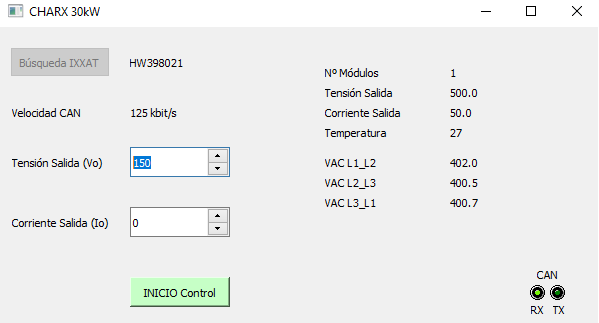 CHARX 30kW
Búsqueda IXXAT HW398021
Velocidad CAN 125 kbit/s
Tensión Salida (Vo) 150
Corriente Salida (Io) 0
INICIO Control
Nº Módulos 1
Tensión Salida 500.0
Corriente Salida 50.0
Temperatura 27
VAC L1_L2 402.0
VAC L2_L3 400.5
VAC L3_L1 400.7
CAN
RX TX